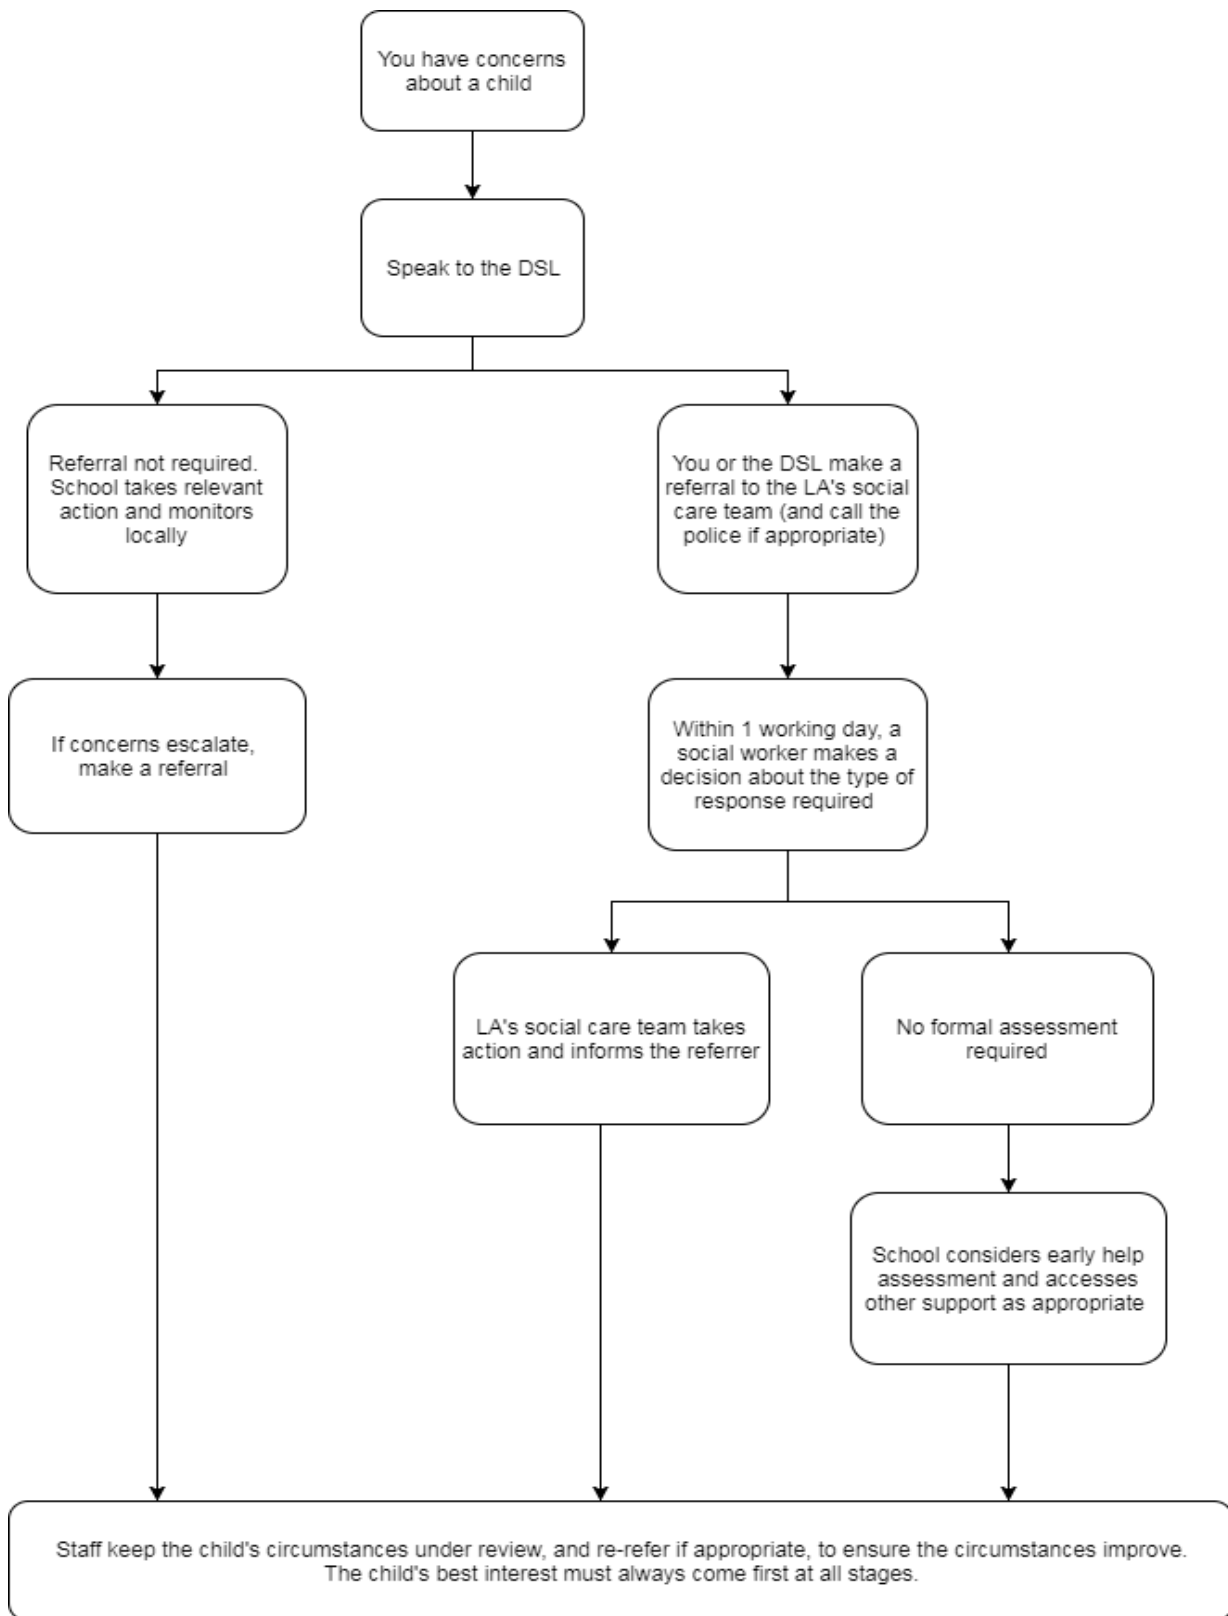 You have concerns
about a child
Speak to the DSL
Referral not required.
School takes relevant
action and monitors
locally
You or the DSL make a
referral to the LA's social
care team (and call the
police if appropriate)
If concerns escalate,
make a referral
Within 1 working day, a
social worker makes a
decision about the type of
response required
LA's social care team takes
action and informs the referrer
No formal assessment
required
School considers early help
assessment and accesses
other support as appropriate
Staff keep the child's circumstances under review, and re-refer if appropriate, to ensure the circumstances improve.
The child's best interest must always come first at all stages.